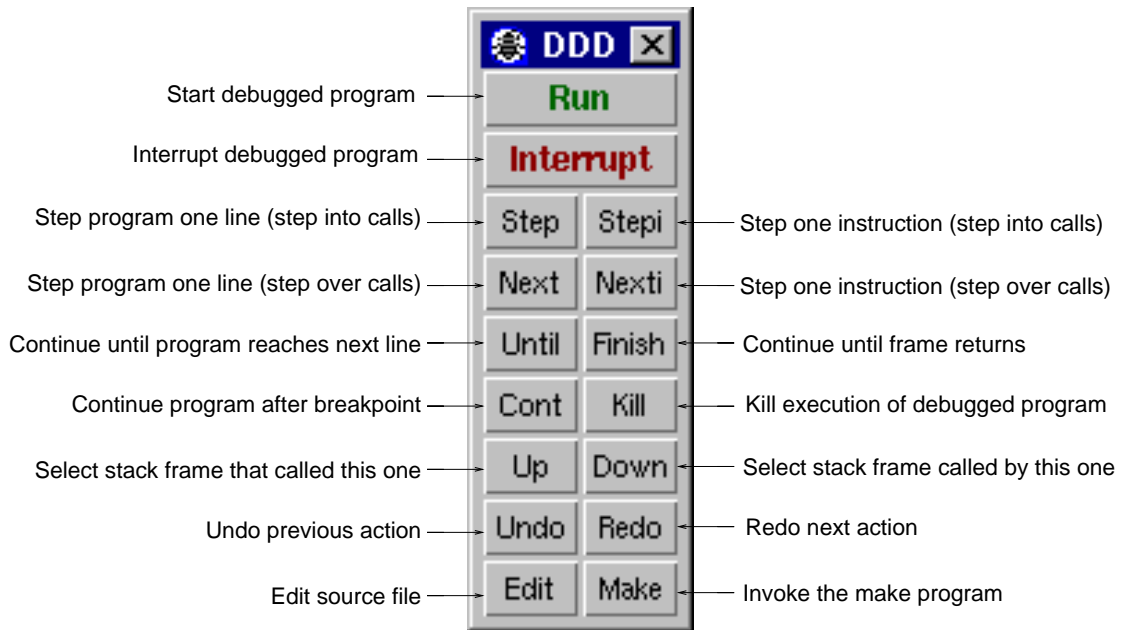 DDD
Start debugged program
Run
Interrupt debugged program
Interrupt
Step program one line (step into calls)
Step
Stepi
Step one instruction (step into calls)
Step program one line (step over calls)
Next
Nexti
Step one instruction (step over calls)
Continue until program reaches next line
Until
Finish
Continue until frame returns
Continue program after breakpoint
Cont
Kill
Kill execution of debugged program
Select stack frame that called this one
Up
Down
Select stack frame called by this one
Undo previous action
Undo
Redo
Redo next action
Edit source file
Edit
Make
Invoke the make program